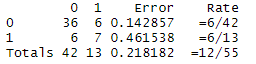 0 1 Error Rate
0 36 6 0.142857 =6/42
1 6 7 0.461538 =6/13
Totals 42 13 0.218182 =12/55